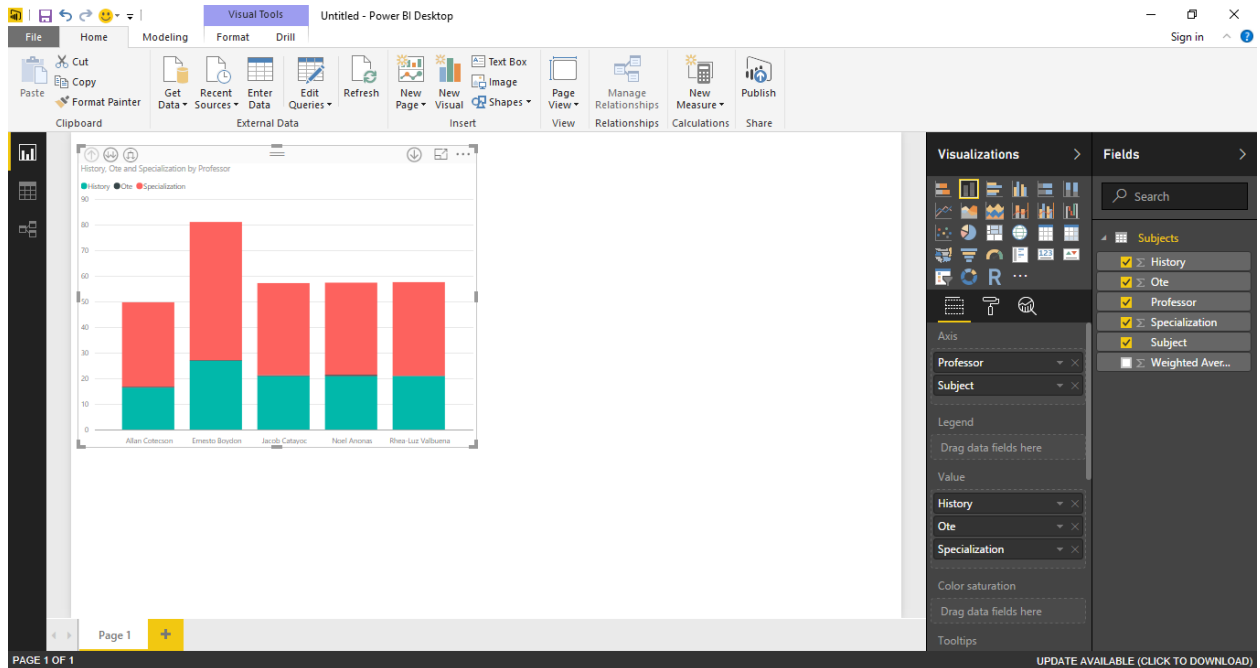 Visual Tools
Untitled - Power BI Desktop
File
Home
Modeling
Format
Drill
Sign in
Paste
Cut
Copy
Format Painter
Clipboard
Get Data
Recent Sources
Enter Data
Edit Queries
Refresh
External Data
New Page
New Visual
Text Box
Image
Shapes
Insert
Page View
View
Manage Relationships
Relationships
New Measure
Calculations
Publish
Share
History, Ote and Specialization by Professor
History Ote Specialization
90
80
70
60
50
40
30
20
10
0
Allan Cotecson Ernesto Boydon Jacob Catayoc Noel Anonas Rhea-Luz Valbuena
Visualizations
R
123
Axis
Professor
Subject
Legend
Drag data fields here
Value
History
Ote
Specialization
Color saturation
Drag data fields here
Tooltips
Fields
Search
Subjects
Σ History
Σ Ote
Professor
Σ Specialization
Subject
Σ Weighted Aver...
Page 1
PAGE 1 OF 1
UPDATE AVAILABLE (CLICK TO DOWNLOAD)